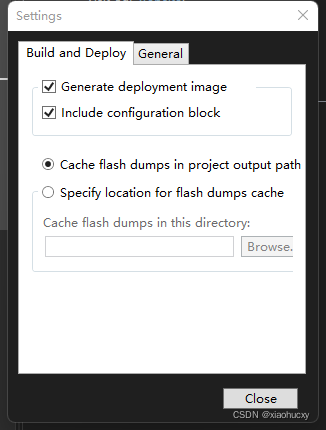 Settings
Build and Deploy
General
Generate deployment image
Include configuration block
Cache flash dumps in project output path
Specify location for flash dumps cache
Cache flash dumps in this directory:
Browse.
Close
CSDN @xiaohucxy